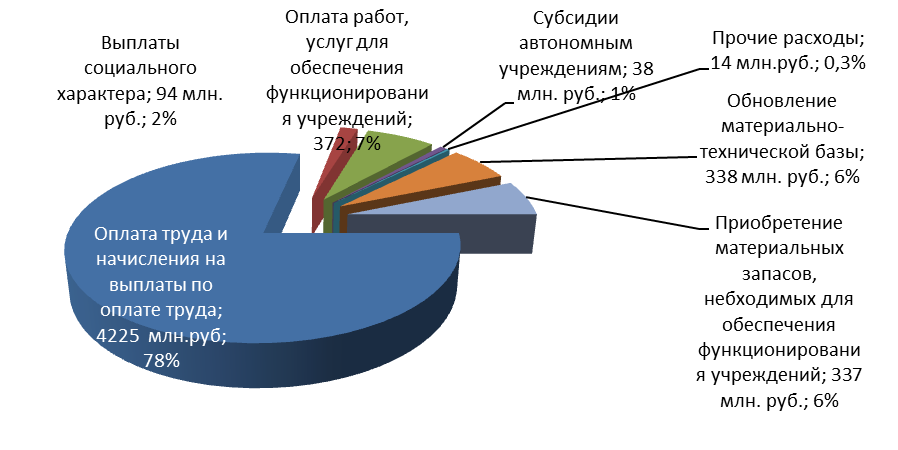 Выплаты
социального
характера; 94 млн.
руб.; 2%
Оплата работ,
услуг для
обеспечения
функционировани
я учреждений;
372; 7%
Субсидии
автономным
учреждениям; 38
млн. руб.; 1%
Прочие расходы;
14 млн.руб.; 0,3%
Обновление
материально-
технической базы;
338 млн. руб.; 6%
Приобретение
материальных
запасов,
небходимых для
обеспечения
функционировани
я учреждений; 337
млн. руб.; 6%
Оплата труда и
начисления на
выплаты по
оплате труда;
4225 млн.руб;
78%